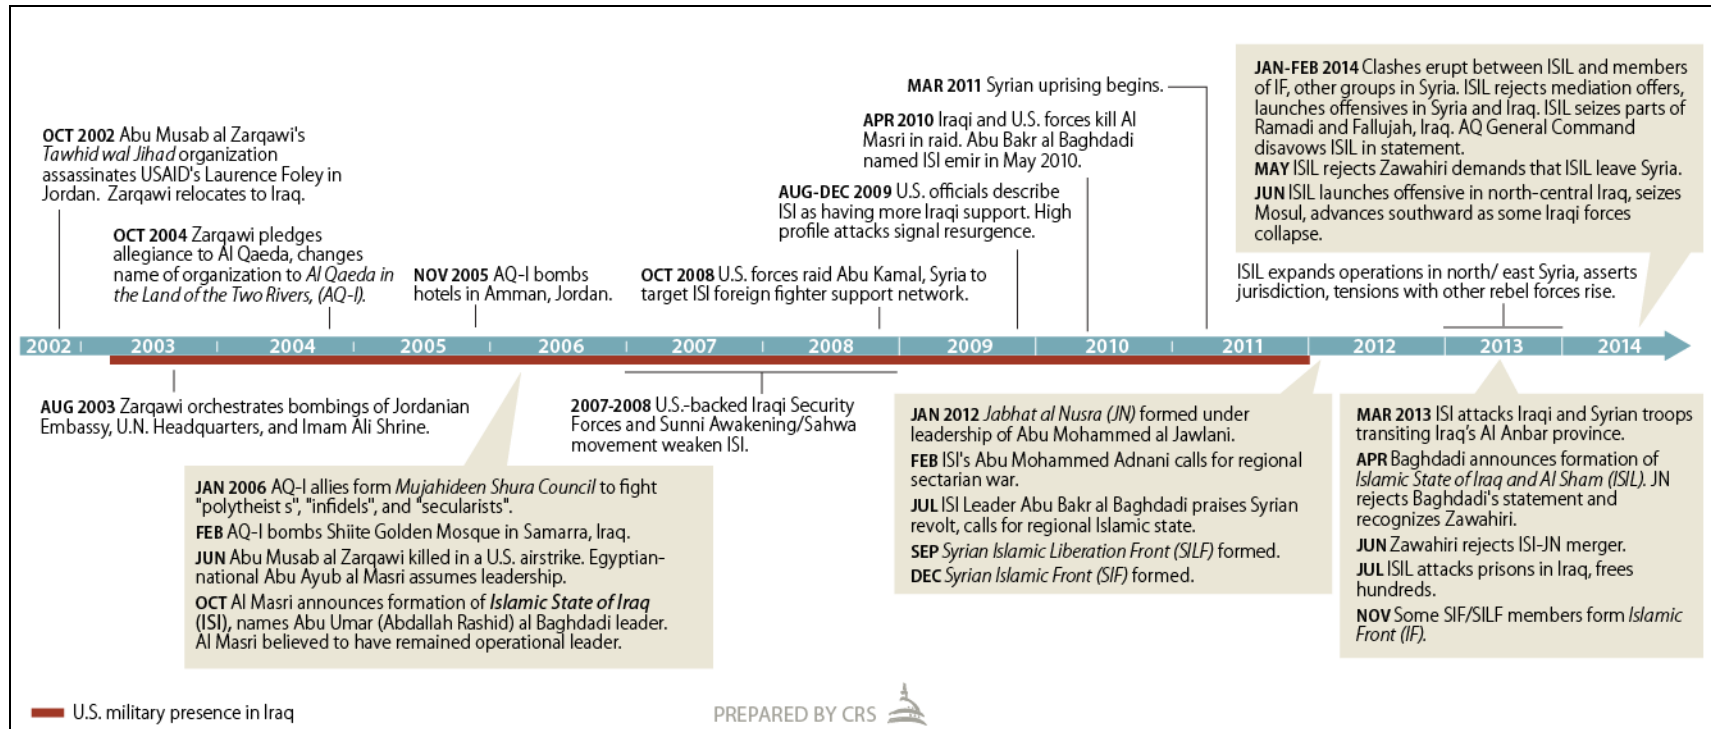 OCT 2002 Abu Musab al Zarqawi's
Tawhid wal Jihad organization
assassinates USAID's Laurence Foley in
Jordan. Zarqawi relocates to Iraq.
OCT 2004 Zarqawi pledges
allegiance to Al Qaeda, changes
name of organization to Al Qaeda in
the Land of the Two Rivers, (AQ-I).
NOV 2005 AQ-I bombs
hotels in Amman, Jordan.
OCT 2008 U.S. forces raid Abu Kamal, Syria to
target ISI foreign fighter support network.
AUG-DEC 2009 U.S. officials describe
ISI as having more Iraqi support. High
profile attacks signal resurgence.
APR 2010 Iraqi and U.S. forces kill Al
Masri in raid. Abu Bakr al Baghdadi
named ISI emir in May 2010.
MAR 2011 Syrian uprising begins.
JAN-FEB 2014 Clashes erupt between ISIL and members
of IF, other groups in Syria. ISIL rejects mediation offers,
launches offensives in Syria and Iraq. ISIL seizes parts of
Ramadi and Fallujah, Iraq. AQ General Command
disavows ISIL in statement.
MAY ISIL rejects Zawahiri demands that ISIL leave Syria.
JUN ISIL launches offensive in north-central Iraq, seizes
Mosul, advances southward as some Iraqi forces
collapse.
ISIL expands operations in north/ east Syria, asserts
jurisdiction, tensions with other rebel forces rise.
2002 2003 2004 2005 2006 2007 2008 2009 2010 2011 2012 2013 2014
AUG 2003 Zarqawi orchestrates bombings of Jordanian
Embassy, U.N. Headquarters, and Imam Ali Shrine.
JAN 2006 AQ-I allies form Mujahideen Shura Council to fight
"polytheist s", "infidels", and "secularists".
FEB AQ-I bombs Shiite Golden Mosque in Samarra, Iraq.
JUN Abu Musab al Zarqawi killed in a U.S. airstrike. Egyptian-
national Abu Ayub al Masri assumes leadership.
OCT Al Masri announces formation of Islamic State of Iraq
(ISI), names Abu Umar (Abdallah Rashid) al Baghdadi leader.
Al Masri believed to have remained operational leader.
2007-2008 U.S.-backed Iraqi Security
Forces and Sunni Awakening/Sahwa
movement weaken ISI.
JAN 2012 Jabhat al Nusra (JN) formed under
leadership of Abu Mohammed al Jawlani.
FEB ISI's Abu Mohammed Adnani calls for regional
sectarian war.
JUL ISI Leader Abu Bakr al Baghdadi praises Syrian
revolt, calls for regional Islamic state.
SEP Syrian Islamic Liberation Front (SILF) formed.
DEC Syrian Islamic Front (SIF) formed.
MAR 2013 ISI attacks Iraqi and Syrian troops
transiting Iraq's Al Anbar province.
APR Baghdadi announces formation of
Islamic State of Iraq and Al Sham (ISIL). JN
rejects Baghdadi's statement and
recognizes Zawahiri.
JUN Zawahiri rejects ISI-JN merger.
JUL ISIL attacks prisons in Iraq, frees
hundreds.
NOV Some SIF/SILF members form Islamic
Front (IF).
U.S. military presence in Iraq
PREPARED BY CRS